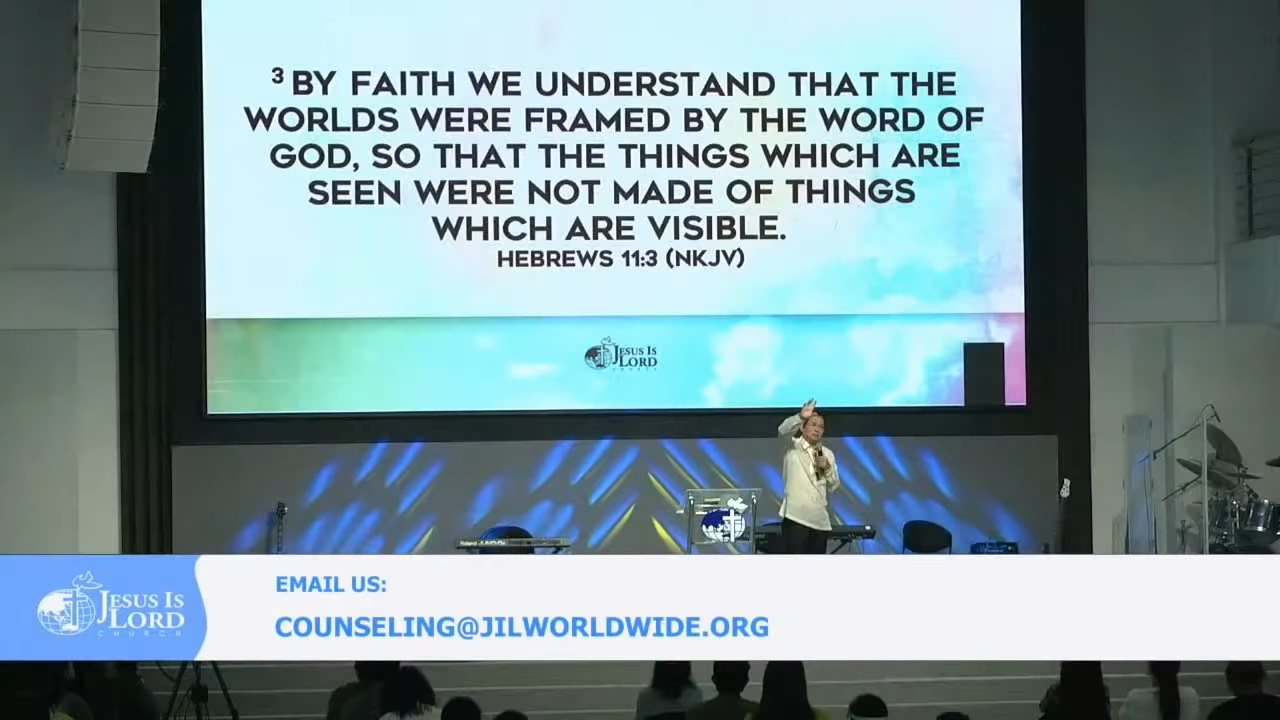 3 BY FAITH WE UNDERSTAND THAT THE
WORLDS WERE FRAMED BY THE WORD OF
GOD, SO THAT THE THINGS WHICH ARE
SEEN WERE NOT MADE OF THINGS
WHICH ARE VISIBLE.
HEBREWS 11:3 (NKJV)
JESUS IS
LORD
CHURCH
EMAIL US:
COUNSELING@JILWORLDWIDE.ORG
JESUS IS
LORD
CHURCH